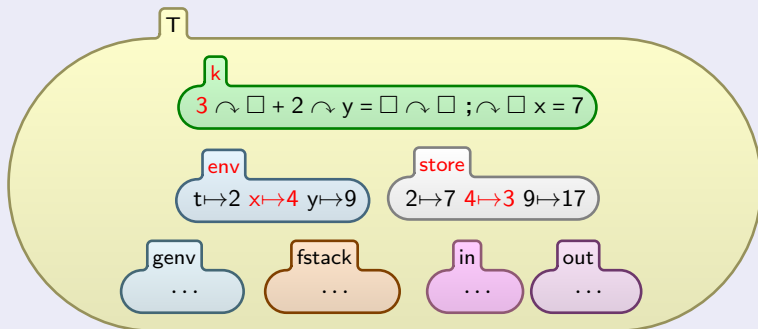 T
k
3 ↷ □ + 2 ↷ y = □ ↷ □ ;↷ □ x = 7
env store
t↦2 x↦4 y↦9 2↦7 4↦3 9↦17
genv fstack in out
... ... ... ...